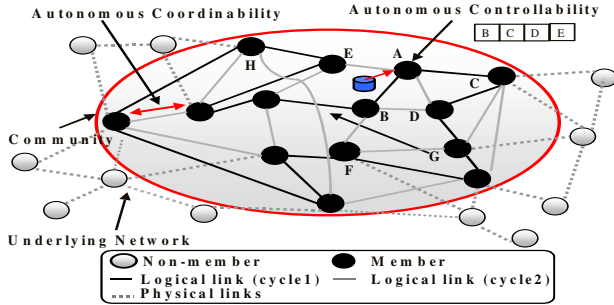 Autonomous Coordinability
Autonomous Controllability
B C D E
H
E
A
C
B
D
Community
G
F
Underlying Network
Non-member
Member
Logical link (cycle1)
Logical link (cycle2)
Physical links